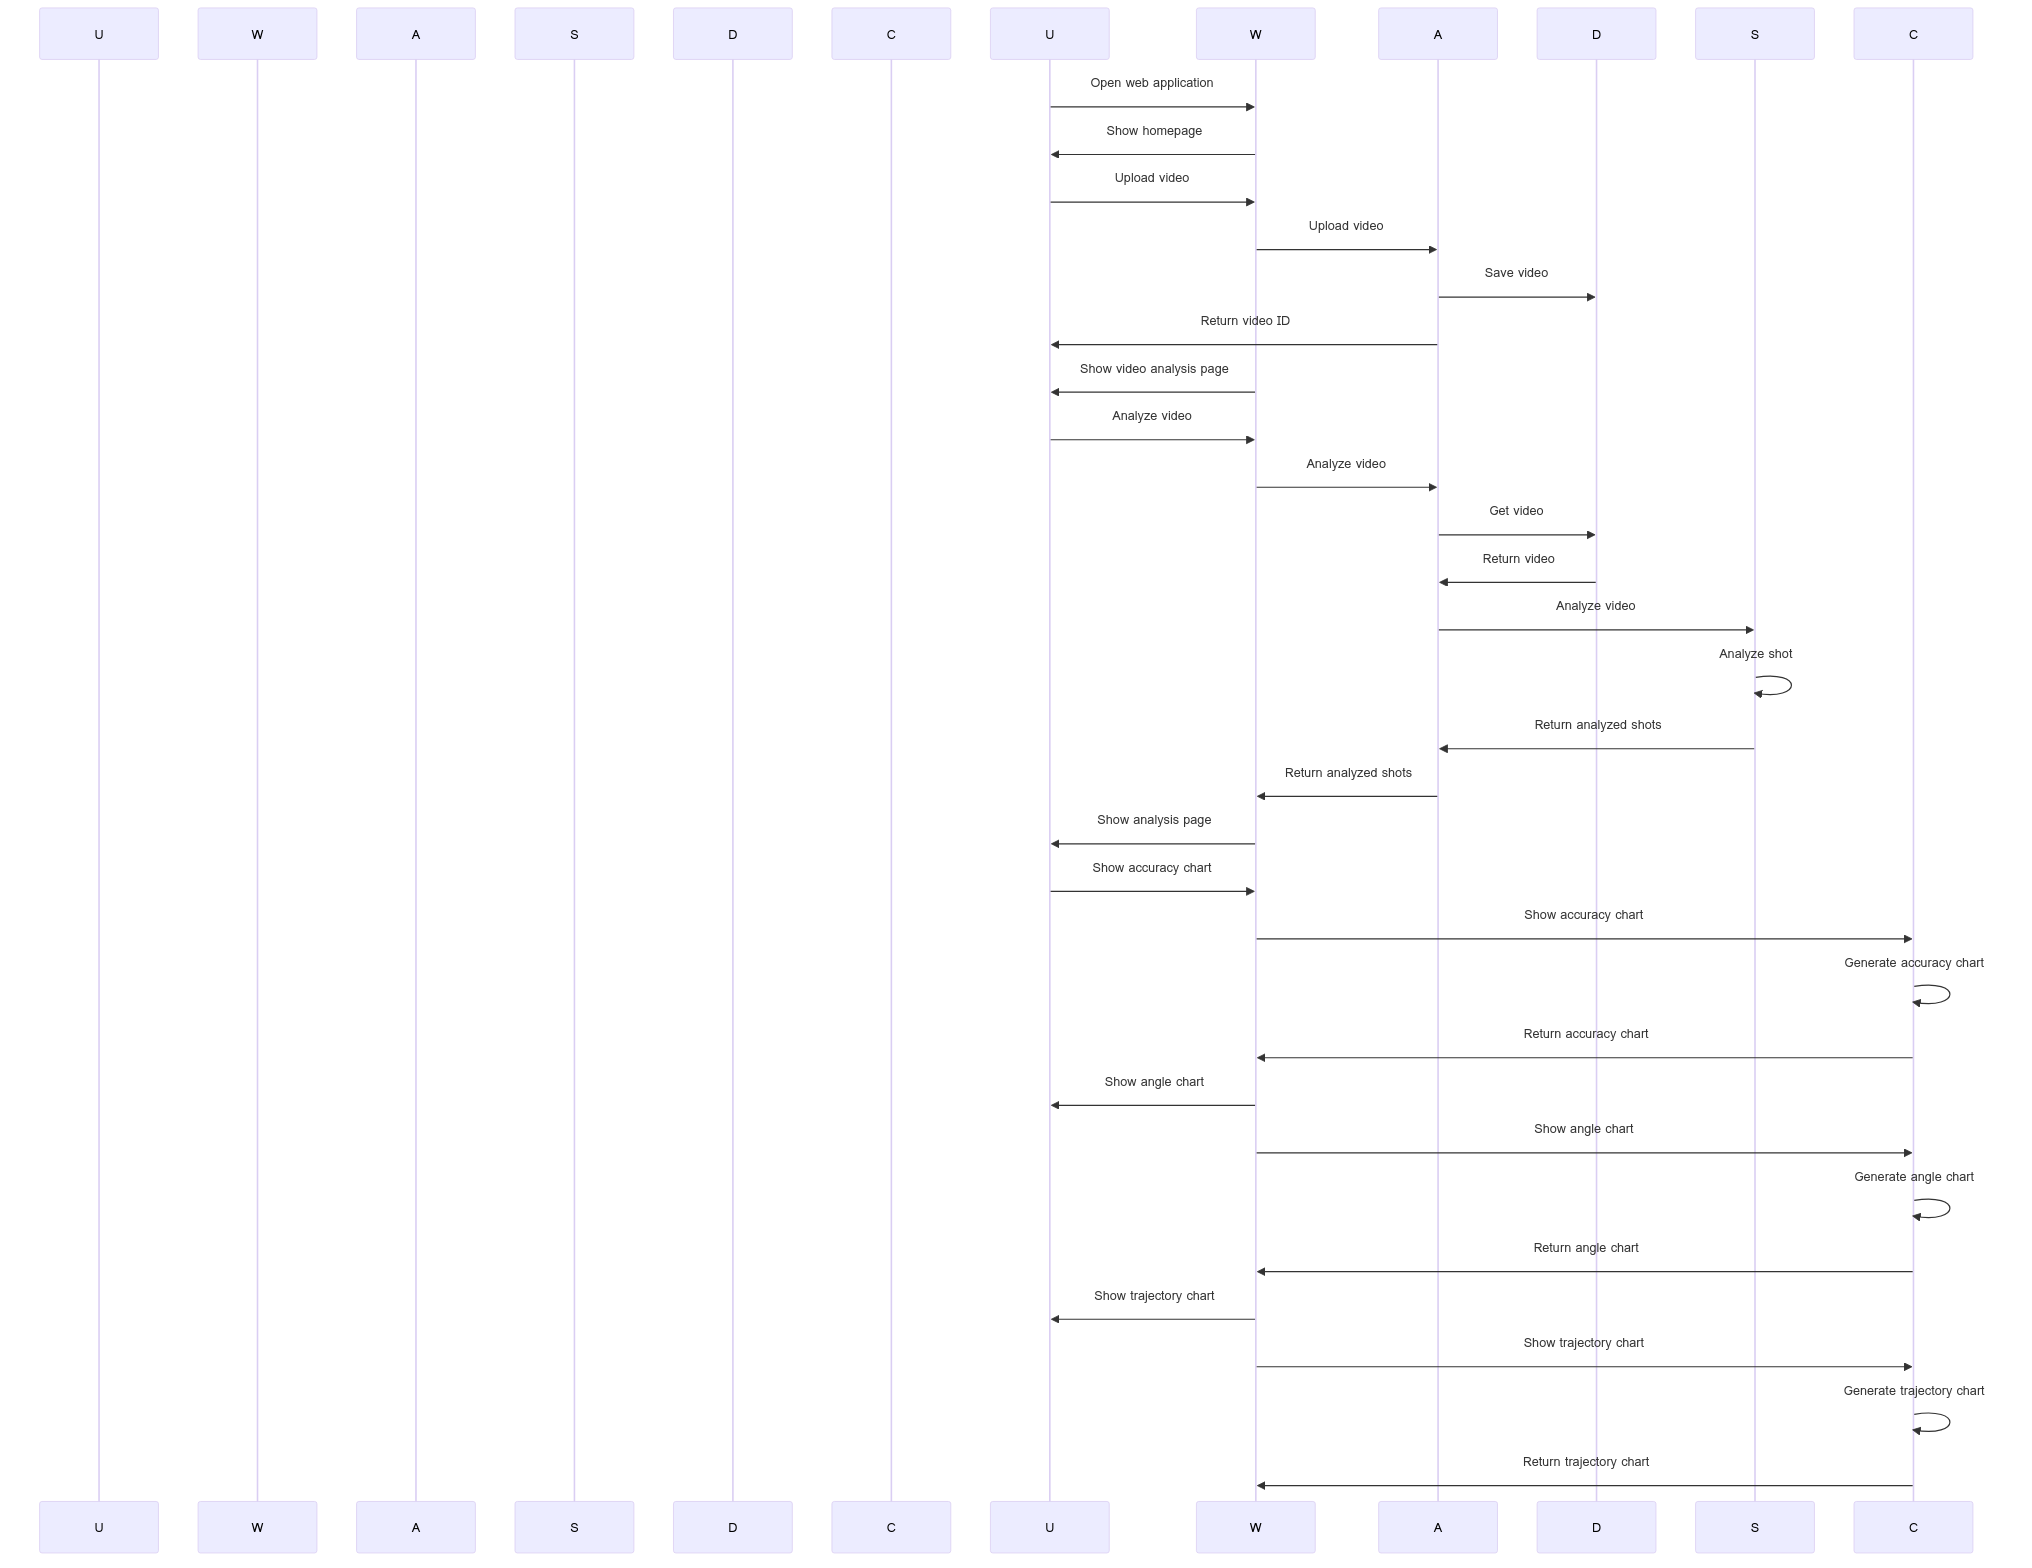 U W A S D C U W A D S C
Open web application
Show homepage
Upload video
Upload video
Save video
Return video ID
Show video analysis page
Analyze video
Analyze video
Get video
Return video
Analyze video
Analyze shot
Return analyzed shots
Return analyzed shots
Show analysis page
Show accuracy chart
Show accuracy chart
Generate accuracy chart
Return accuracy chart
Show angle chart
Show angle chart
Generate angle chart
Return angle chart
Show trajectory chart
Show trajectory chart
Generate trajectory chart
Return trajectory chart
U W A S D C U W A D S C